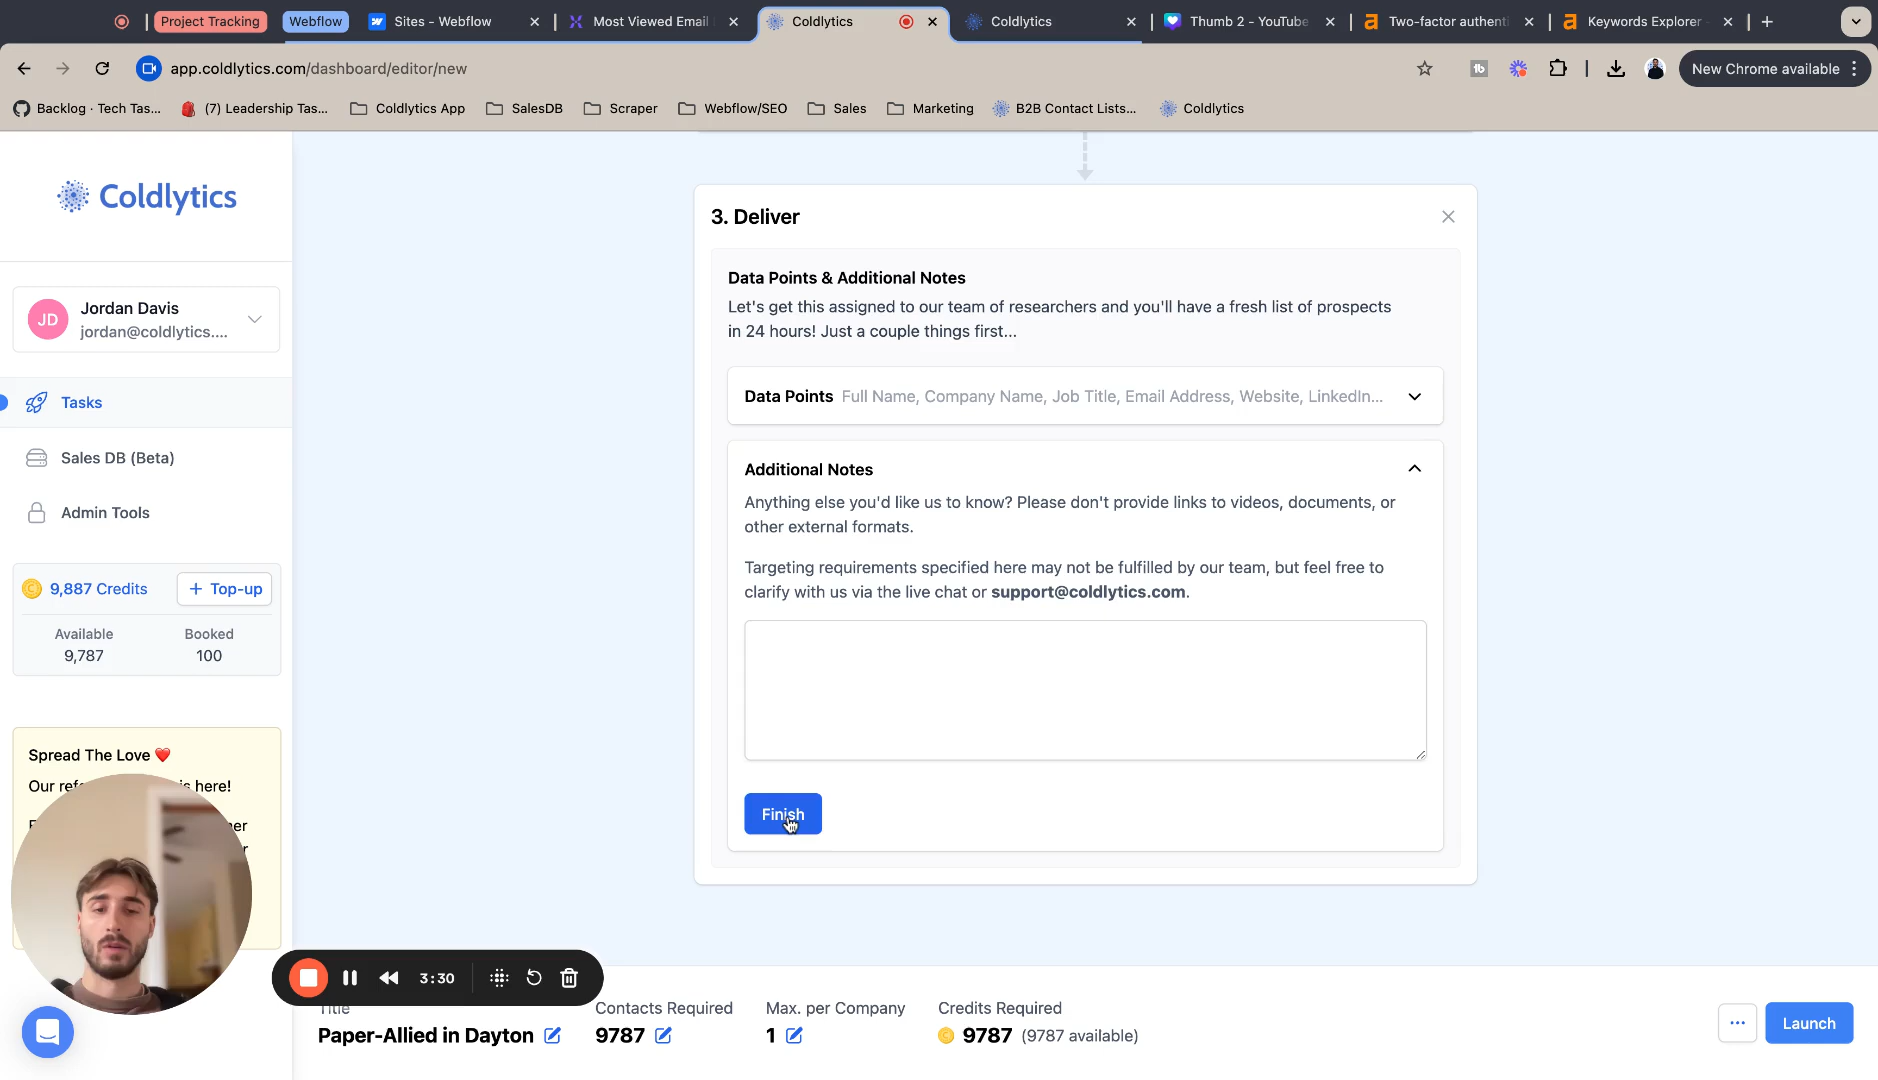 Project Tracking
Webflow
Sites - Webflow
Most Viewed Email
Coldlytics
Coldlytics
Thumb 2 - YouTube
Two-factor authenti
Keywords Explorer
app.coldlytics.com/dashboard/editor/new
New Chrome available
Backlog · Tech Tas...
(7) Leadership Tas...
Coldlytics App
SalesDB
Scraper
Webflow/SEO
Sales
Marketing
B2B Contact Lists...
Coldlytics
Coldlytics
JD
Jordan Davis
jordan@coldlytics....
Tasks
Sales DB (Beta)
Admin Tools
9,887 Credits
+ Top-up
Available
9,787
Booked
100
Spread The Love ❤️
Our
here!
3. Deliver
Data Points & Additional Notes
Let's get this assigned to our team of researchers and you'll have a fresh list of prospects
in 24 hours! Just a couple things first...
Data Points Full Name, Company Name, Job Title, Email Address, Website, LinkedIn...
Additional Notes
Anything else you'd like us to know? Please don't provide links to videos, documents, or
other external formats.
Targeting requirements specified here may not be fulfilled by our team, but feel free to
clarify with us via the live chat or support@coldlytics.com.
Finish
3:30
Title
Paper-Allied in Dayton
Contacts Required
9787
Max. per Company
1
Credits Required
9787 (9787 available)
Launch